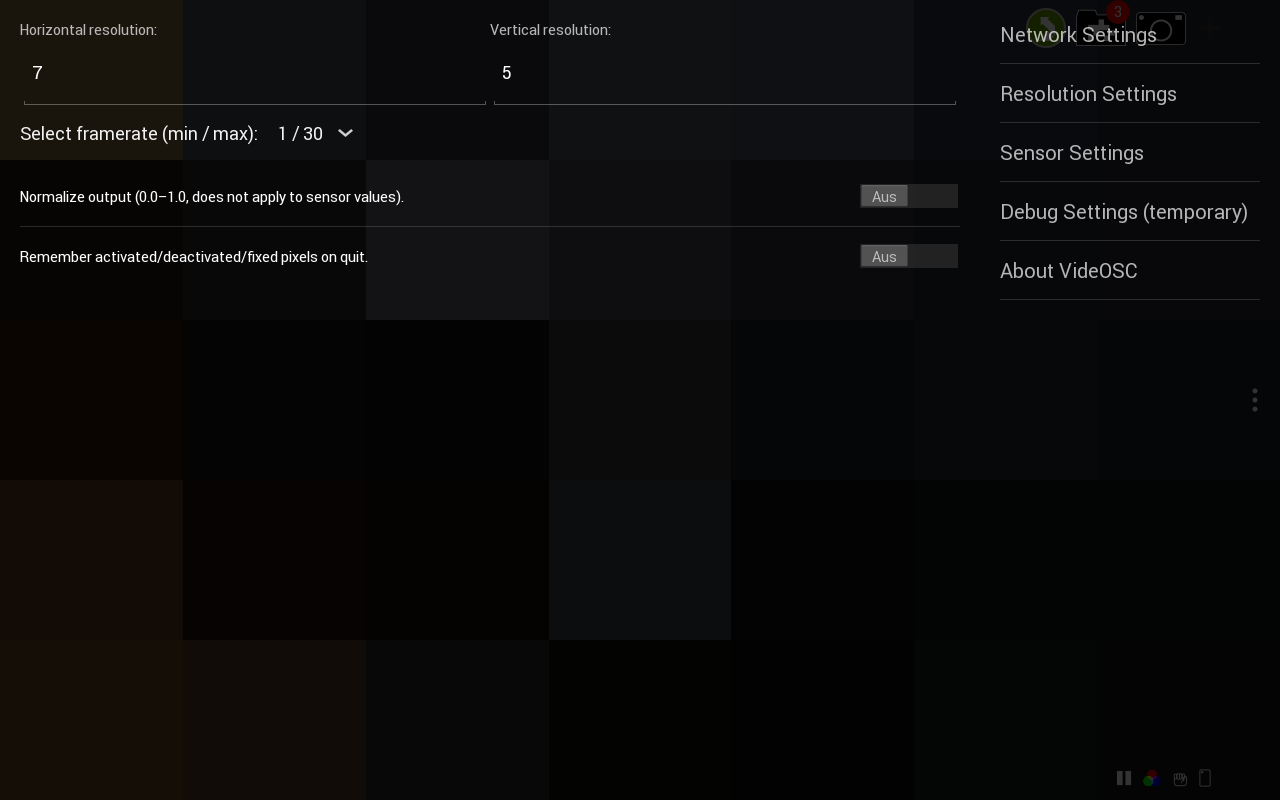 Horizontal resolution:
Vertical resolution:
7
5
Select framerate (min / max): 1 / 30
Normalize output (0.0–1.0, does not apply to sensor values).
Aus
Remember activated/deactivated/fixed pixels on quit.
Aus
3
Network Settings
Resolution Settings
Sensor Settings
Debug Settings (temporary)
About VideOSC